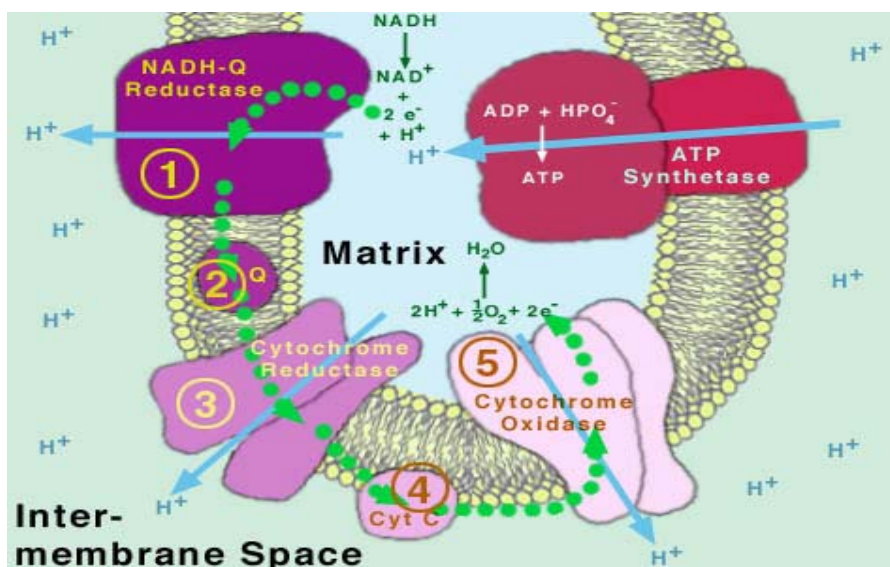 NADH
NAD⁺
+
2 e⁻
+ H⁺
H⁺
NADH-Q
Reductase
H⁺
1
H⁺
ADP + HPO₄⁻
ATP
ATP
Synthetase
H⁺
H⁺
2
Q
Matrix
H₂O
2H⁺ + ½O₂ + 2e⁻
H⁺
H⁺
Cytochrome
Reductase
3
5
Cytochrome
Oxidase
H⁺
H⁺
H⁺
4
Cyt C
H⁺
H⁺
H⁺
H⁺
Inter-
membrane Space